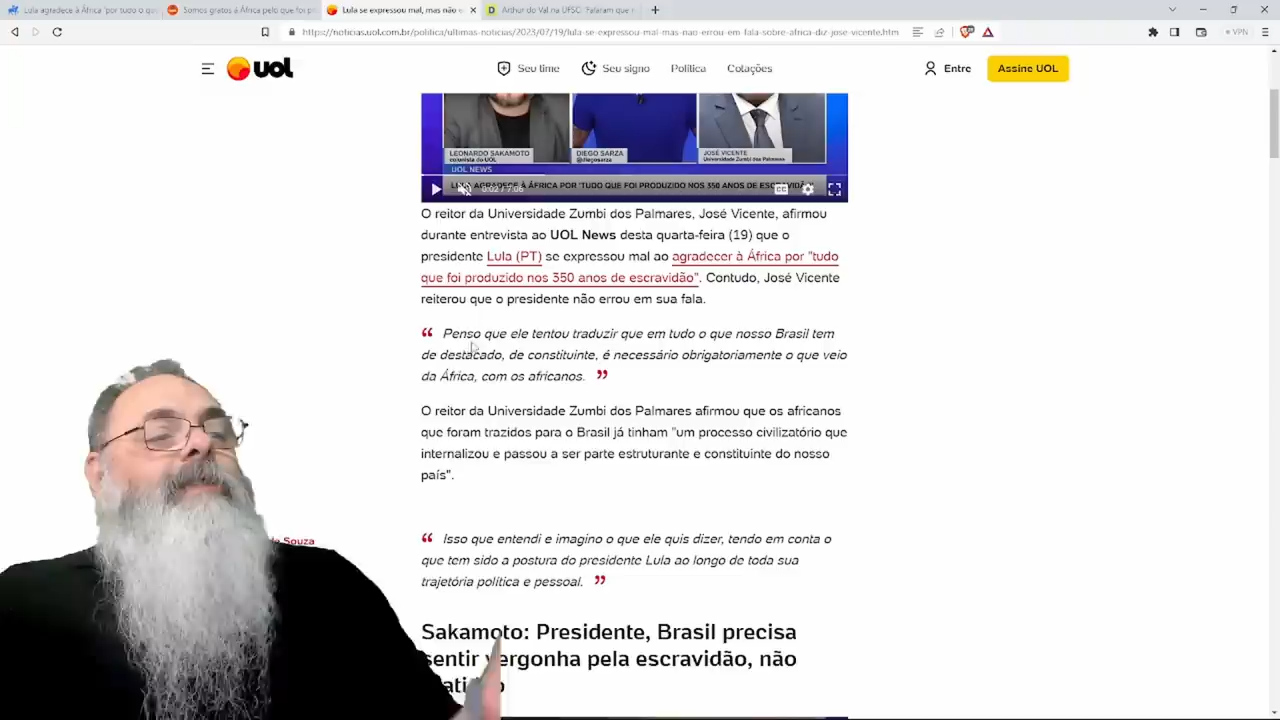 Lula agradece à África 'por tudo o que
Somos gratos à África pelo que foi pr
Lula se expressou mal, mas não e
Arthur do Val na UFSC: 'Falaram que
https://noticias.uol.com.br/politica/ultimas-noticias/2023/07/19/lula-se-expressou-mal-mas-nao-errou-em-fala-sobre-africa-diz-jose-vicente.htm
VPN
UOL
Seu time
Seu signo
Política
Cotações
Entre
Assine UOL
LEONARDO SAKAMOTO
colunista do UOL
DIEGO SARZA
@diegosarza
JOSÉ VICENTE
Universidade Zumbi dos Palmares
UOL NEWS
LULA AGRADECE À ÁFRICA POR 'TUDO QUE FOI PRODUZIDO NOS 350 ANOS DE ESCRAVIDÃO'
0:02 / 7:06
CC
O reitor da Universidade Zumbi dos Palmares, José Vicente, afirmou
durante entrevista ao UOL News desta quarta-feira (19) que o
presidente Lula (PT) se expressou mal ao agradecer à África por "tudo
que foi produzido nos 350 anos de escravidão". Contudo, José Vicente
reiterou que o presidente não errou em sua fala.
“ Penso que ele tentou traduzir que em tudo o que nosso Brasil tem
de destacado, de constituinte, é necessário obrigatoriamente o que veio
da África, com os africanos. ”
O reitor da Universidade Zumbi dos Palmares afirmou que os africanos
que foram trazidos para o Brasil já tinham "um processo civilizatório que
internalizou e passou a ser parte estruturante e constituinte do nosso
país".
Souza
“ Isso que entendi e imagino o que ele quis dizer, tendo em conta o
que tem sido a postura do presidente Lula ao longo de toda sua
trajetória política e pessoal. ”
Sakamoto: Presidente, Brasil precisa
sentir vergonha pela escravidão, não